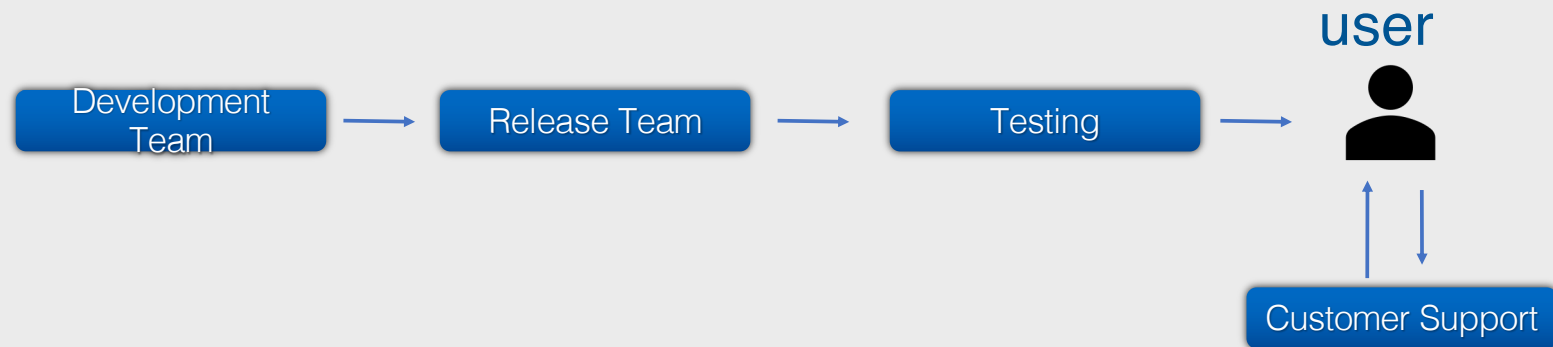 user
Development
Team
Release Team
Testing
Customer Support